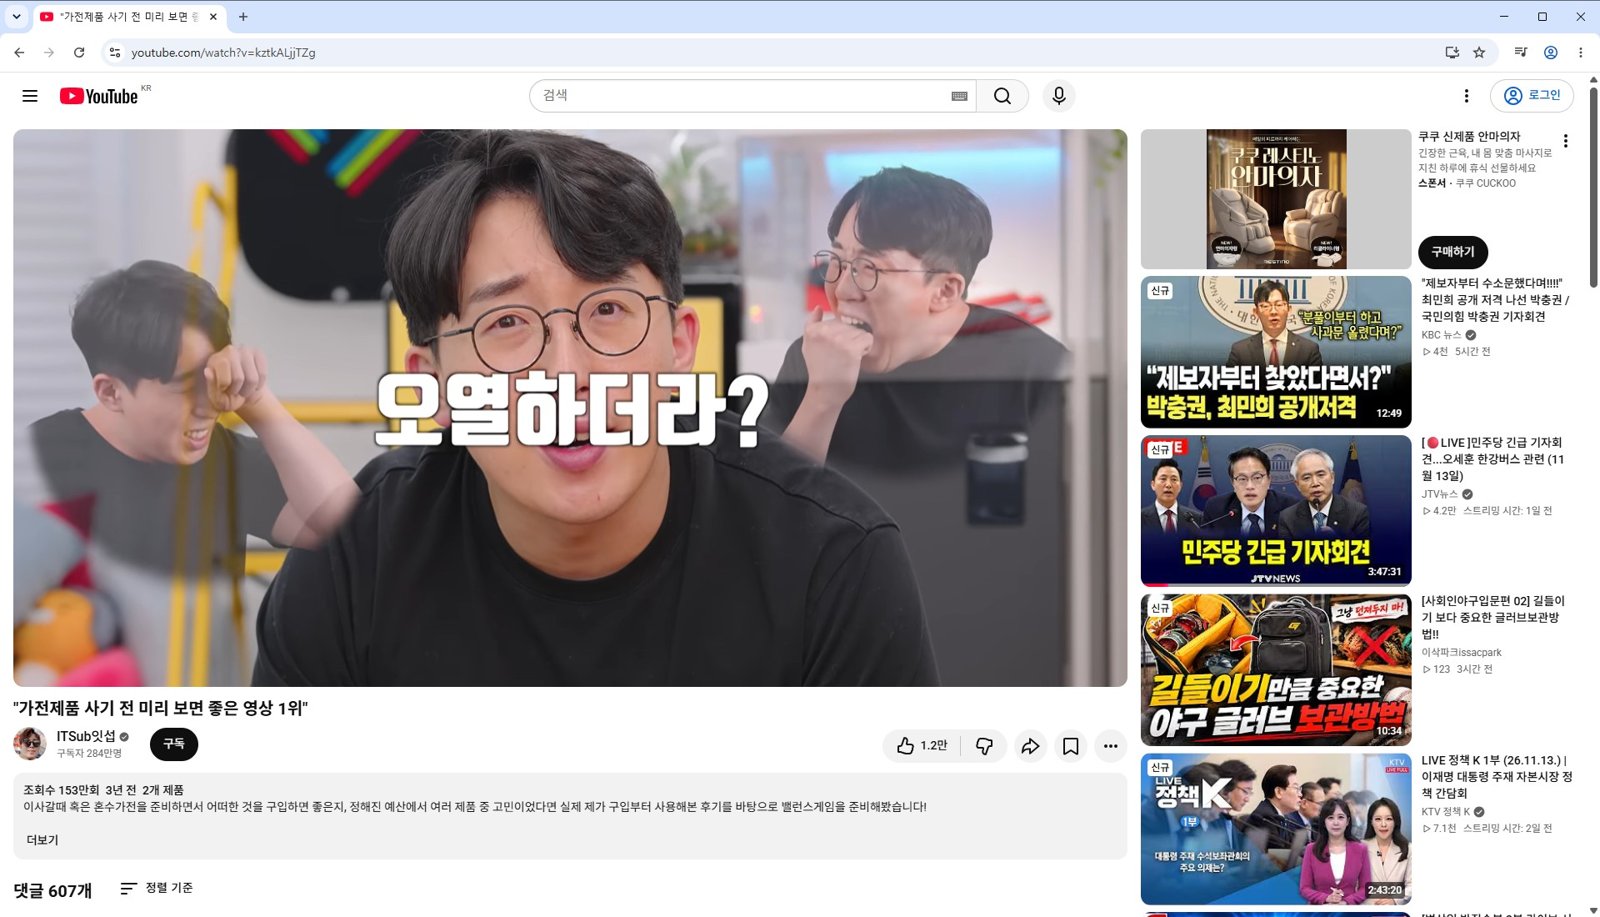 "가전제품 사기 전 미리 보면 좋
youtube.com/watch?v=kztkALjjTZg
YouTube KR
검색
로그인
오열하더라?
"가전제품 사기 전 미리 보면 좋은 영상 1위"
ITSub잇섭
구독자 284만명
구독
1.2만
조회수 153만회 3년 전 2개 제품
이사갈때 혹은 혼수가전을 준비하면서 어떠한 것을 구입하면 좋은지, 정해진 예산에서 여러 제품 중 고민이었다면 실제 제가 구입부터 사용해본 후기를 바탕으로 밸런스게임을 준비해봤습니다!
더보기
댓글 607개
정렬 기준
쿠쿠 레스티노
안마의자
NEW!
안마의자형
NEW!
리클라이너형
RESTINO
쿠쿠 신제품 안마의자
긴장한 근육, 내 몸 맞춤 마사지로
지친 하루에 휴식 선물하세요
스폰서 · 쿠쿠 CUCKOO
구매하기
신규
"분풀이부터 하고
사과문 올렸다며?"
"제보자부터 찾았다면서?"
박충권, 최민희 공개저격
12:49
"제보자부터 수소문했다며!!!!"
최민희 공개 저격 나선 박충권 /
국민의힘 박충권 기자회견
KBC 뉴스
4천 5시간 전
신규
민주당 긴급 기자회견
JTV NEWS
3:47:31
[🔴LIVE]민주당 긴급 기자회
견...오세훈 한강버스 관련 (11
월 13일)
JTV뉴스
4.2만 스트리밍 시간: 1일 전
신규
그냥 던져두지 마!
길들이기만큼 중요한
야구 글러브 보관방법
10:34
[사회인야구입문편 02] 길들이
기 보다 중요한 글러브보관방
법!!
이삭파크issacpark
123 3시간 전
신규
KTV
LIVE FULL
LIVE
정책K
1부
대통령 주재 수석보좌관회의
주요 의제는?
2:43:20
LIVE 정책 K 1부 (26.11.13.) |
이재명 대통령 주재 자본시장 정
책 간담회
KTV 정책 K
7.1천 스트리밍 시간: 2일 전